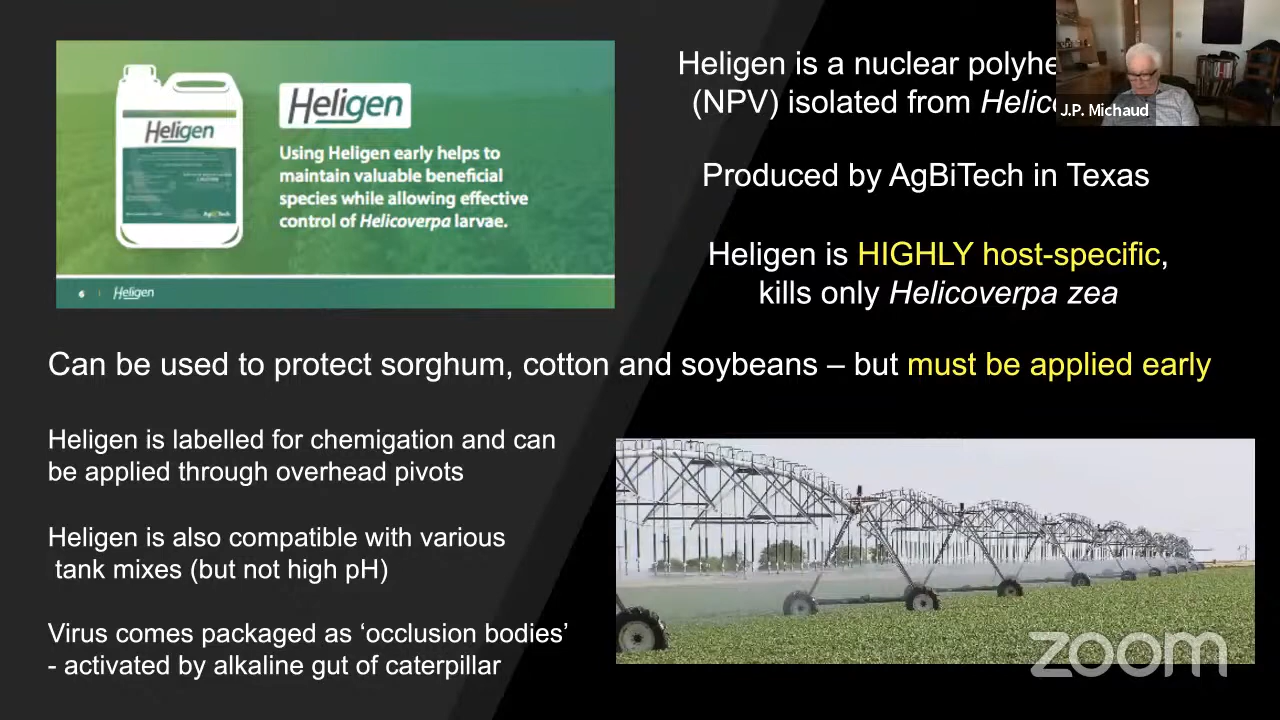 Heligen is a nuclear polyhe
(NPV) isolated from Helico
J.P. Michaud
Heligen
Heligen
AgBiTech
Using Heligen early helps to
maintain valuable beneficial
species while allowing effective
control of Helicoverpa larvae.
6 | Heligen
Produced by AgBiTech in Texas
Heligen is HIGHLY host-specific,
kills only Helicoverpa zea
Can be used to protect sorghum, cotton and soybeans – but must be applied early
Heligen is labelled for chemigation and can
be applied through overhead pivots
Heligen is also compatible with various
tank mixes (but not high pH)
Virus comes packaged as ‘occlusion bodies’
- activated by alkaline gut of caterpillar
zoom